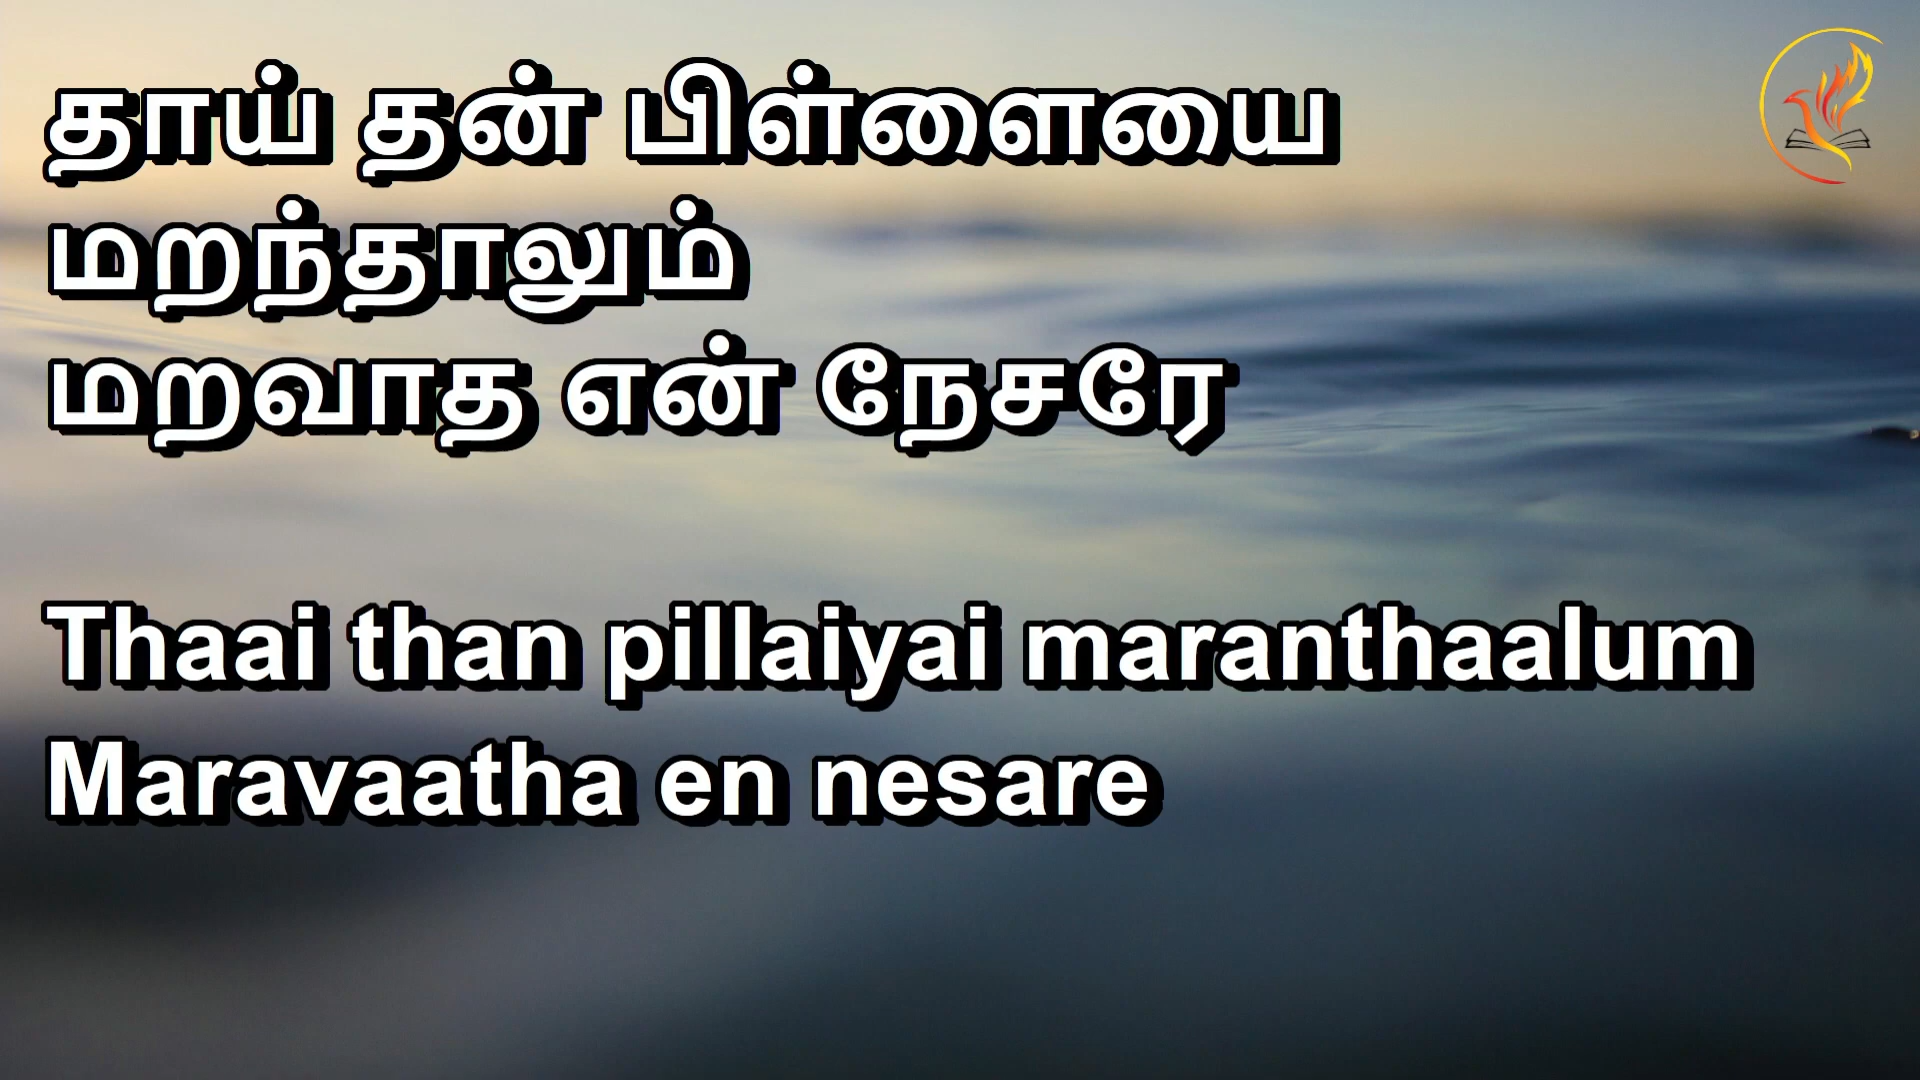 தாய் தன் பிள்ளையை
மறந்தாலும்
மறவாத என் நேசரே
Thaai than pillaiyai maranthaalum
Maravaatha en nesare